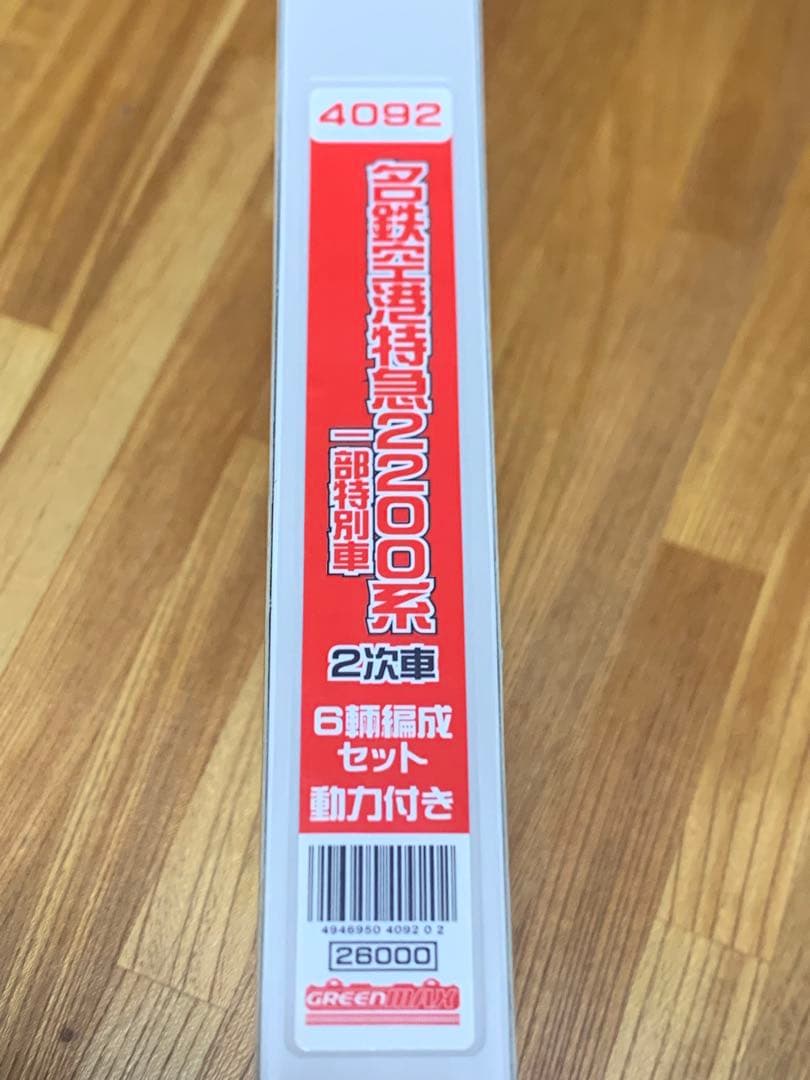 4092
名鉄空港特急2200系
一部特別車
2次車
6輌編成
セット
動力付き
4946950 4092 0 2
26000
GREENMAX